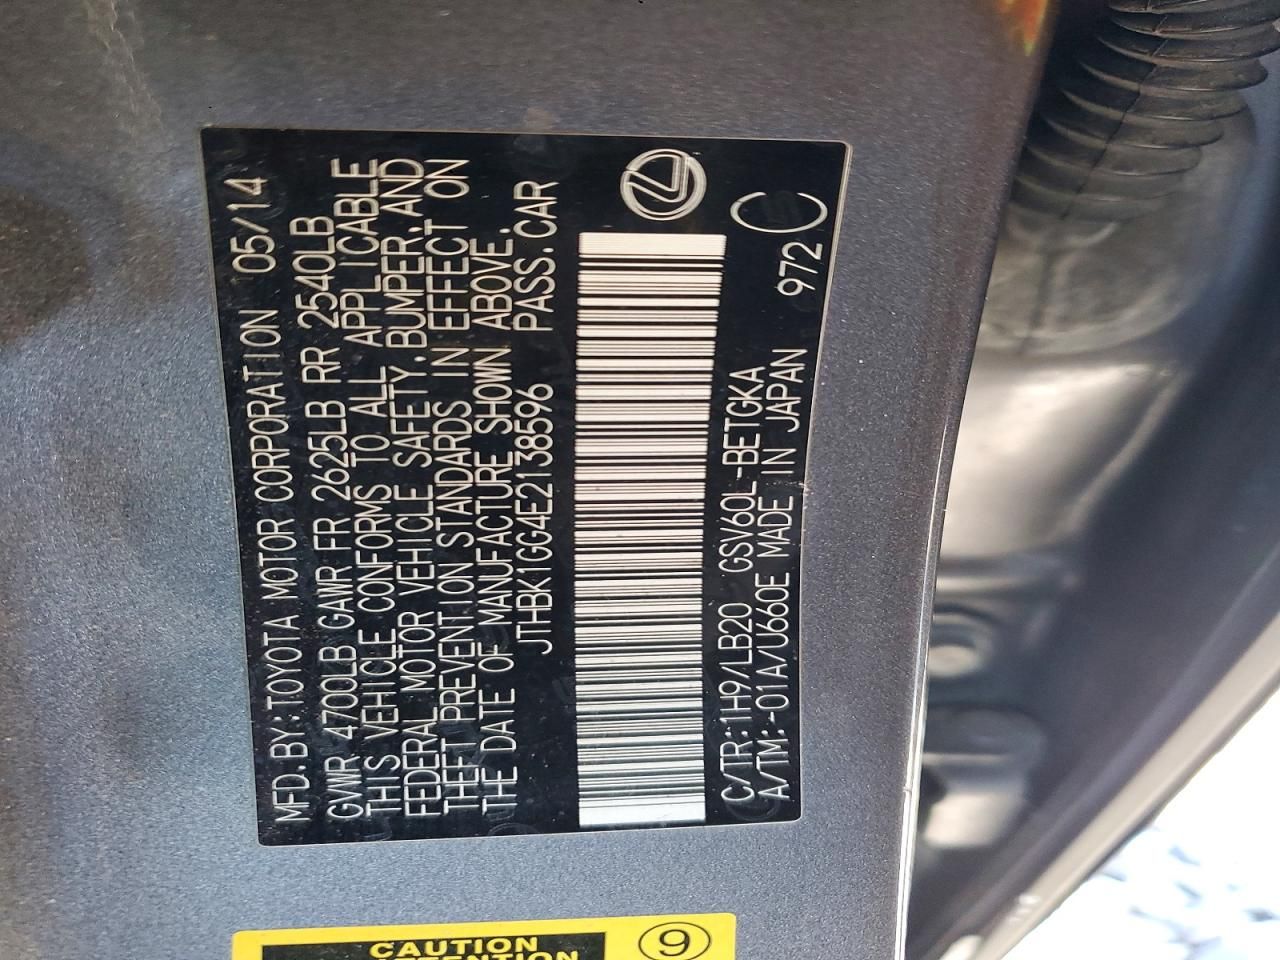 MFD.BY:TOYOTA MOTOR CORPORATION 05/14
GVWR 4700LB GAWR FR 2625LB RR 2540LB
THIS VEHICLE CONFORMS TO ALL APPLICABLE
FEDERAL MOTOR VEHICLE SAFETY,BUMPER,AND
THEFT PREVENTION STANDARDS IN EFFECT ON
THE DATE OF MANUFACTURE SHOWN ABOVE.
JTHBK1GG4E2138596 PASS.CAR
C/TR:1H9/LB20 GSV60L-BETGKA
A/TM:-01A/U660E MADE IN JAPAN 972 C
CAUTION 9
ATTENTION